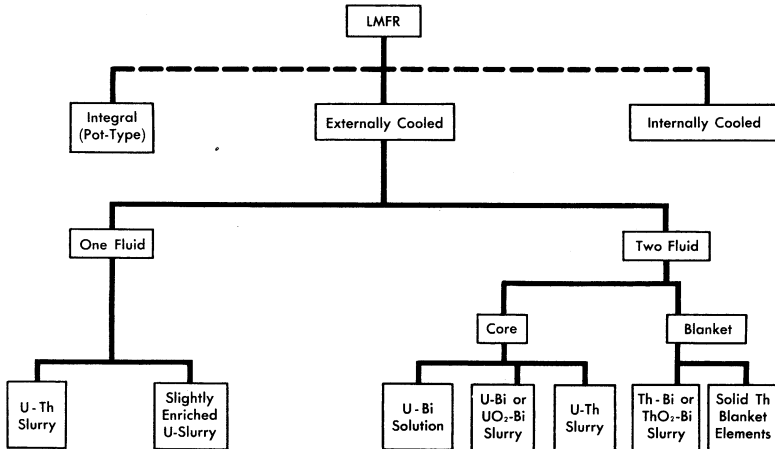 LMFR
Integral
(Pot-Type)
Externally Cooled
Internally Cooled
One Fluid
Two Fluid
Core
Blanket
U - Th
Slurry
Slightly
Enriched
U-Slurry
U - Bi
Solution
U-Bi or
UO₂-Bi
Slurry
U-Th
Slurry
Th - Bi or
ThO₂-Bi
Slurry
Solid Th
Blanket
Elements